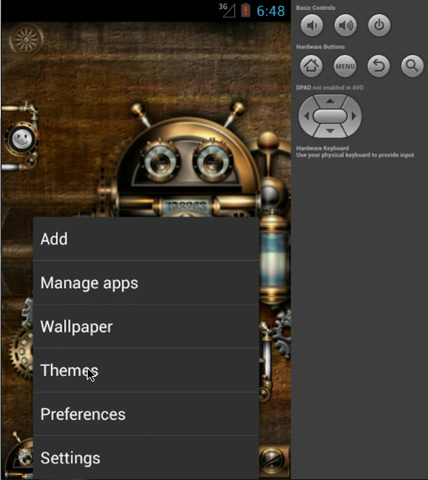 3G 6:48
Basic Controls
Hardware Buttons
MENU
DPAD not enabled in AVD
Hardware Keyboard
Use your physical keyboard to provide input
Add
Manage apps
Wallpaper
Themes
Preferences
Settings